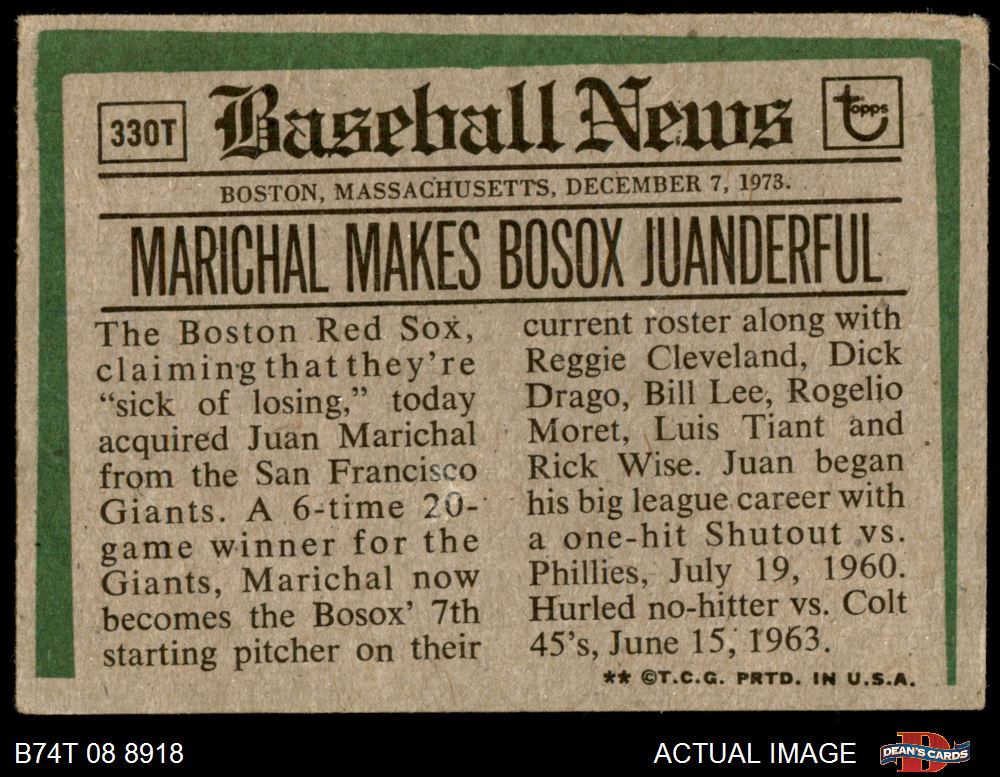 330T
Baseball News
topps
BOSTON, MASSACHUSETTS, DECEMBER 7, 1973.
MARICHAL MAKES BOSOX JUANDERFUL
The Boston Red Sox,
claiming that they're
"sick of losing," today
acquired Juan Marichal
from the San Francisco
Giants. A 6-time 20-
game winner for the
Giants, Marichal now
becomes the Bosox' 7th
starting pitcher on their
current roster along with
Reggie Cleveland, Dick
Drago, Bill Lee, Rogelio
Moret, Luis Tiant and
Rick Wise. Juan began
his big league career with
a one-hit Shutout vs.
Phillies, July 19, 1960.
Hurled no-hitter vs. Colt
45's, June 15, 1963.
** ©T.C.G. PRTD. IN U.S.A.
B74T 08 8918
ACTUAL IMAGE
DEAN'S CARDS